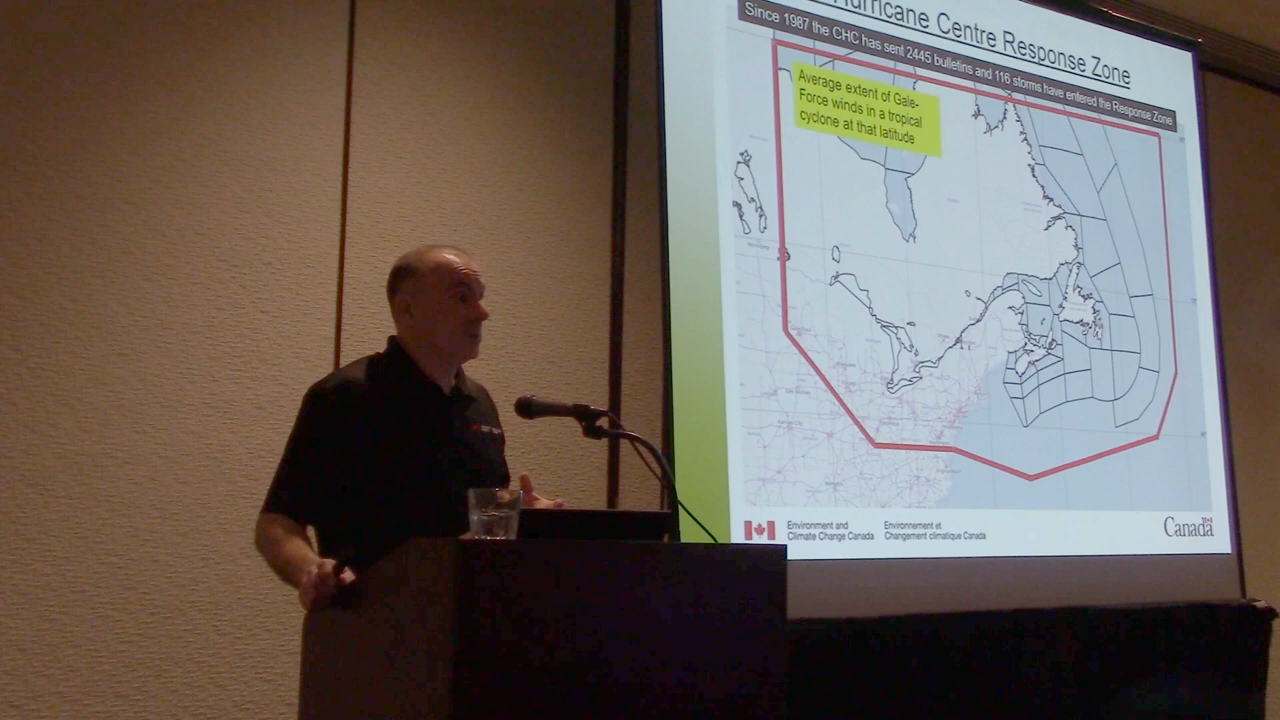 Hurricane Centre Response Zone
Since 1987 the CHC has sent 2445 bulletins and 116 storms have entered the Response Zone
Average extent of Gale-
Force winds in a tropical
cyclone at that latitude
Environment and
Climate Change Canada
Environnement et
Changement climatique Canada
Canada